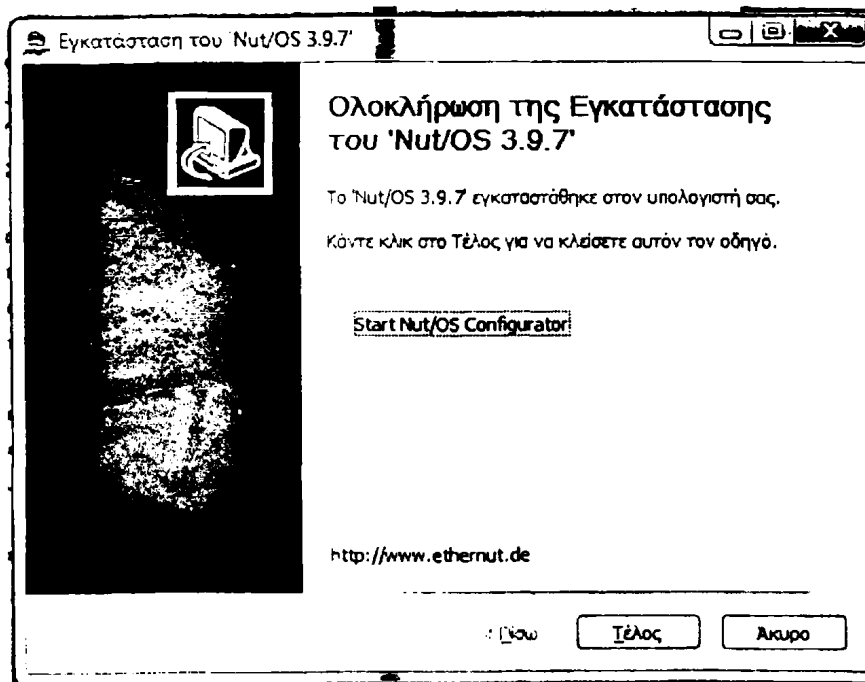 Εγκατάσταση του 'Nut/OS 3.9.7'
Ολοκλήρωση της Εγκατάστασης
του 'Nut/OS 3.9.7'
Το 'Nut/OS 3.9.7' εγκαταστάθηκε στον υπολογιστή σας.
Κάντε κλικ στο Τέλος για να κλείσετε αυτόν τον οδηγό.
Start Nut/OS Configurator
http://www.ethernut.de
< Πίσω
Τέλος
Άκυρο